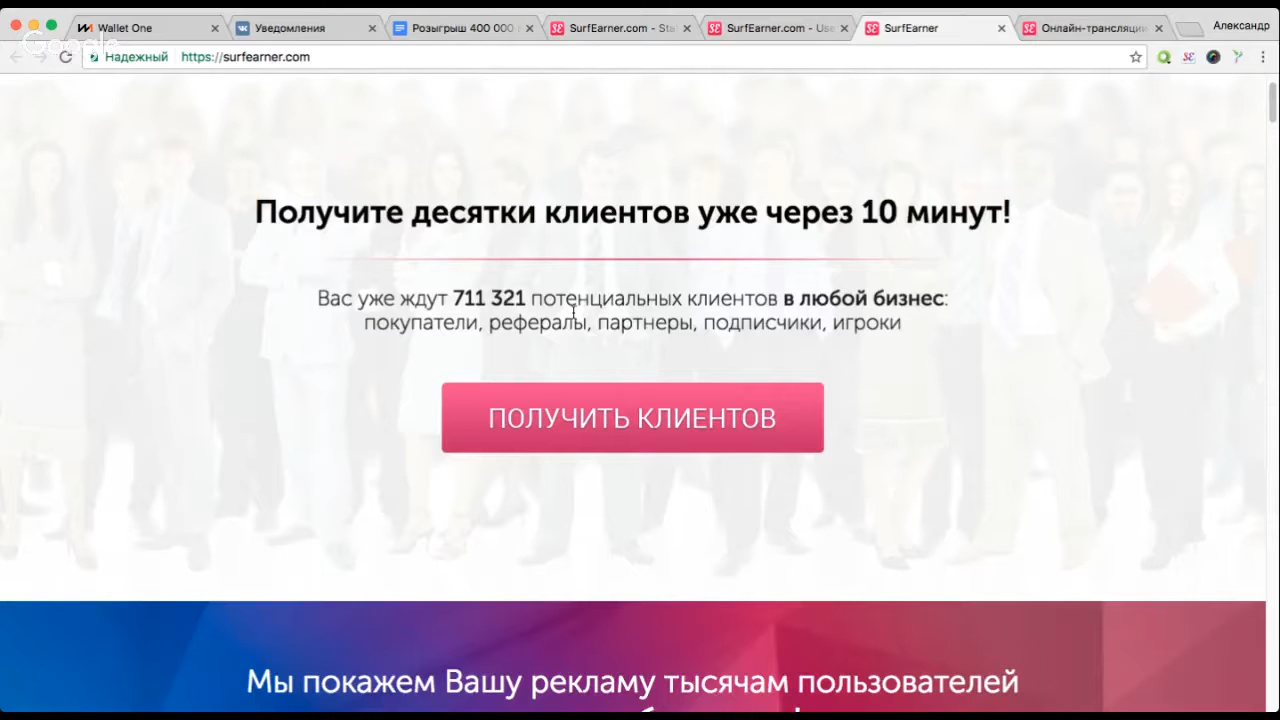 Wallet One
Уведомления
Розыгрыш 400 000
SurfEarner.com - Sta
SurfEarner.com - Use
SurfEarner
Онлайн-трансляции
Александр
Google
Надежный
https://surfearner.com
Получите десятки клиентов уже через 10 минут!
Вас уже ждут 711 321 потенциальных клиентов в любой бизнес:
покупатели, рефералы, партнеры, подписчики, игроки
ПОЛУЧИТЬ КЛИЕНТОВ
Мы покажем Вашу рекламу тысячам пользователей